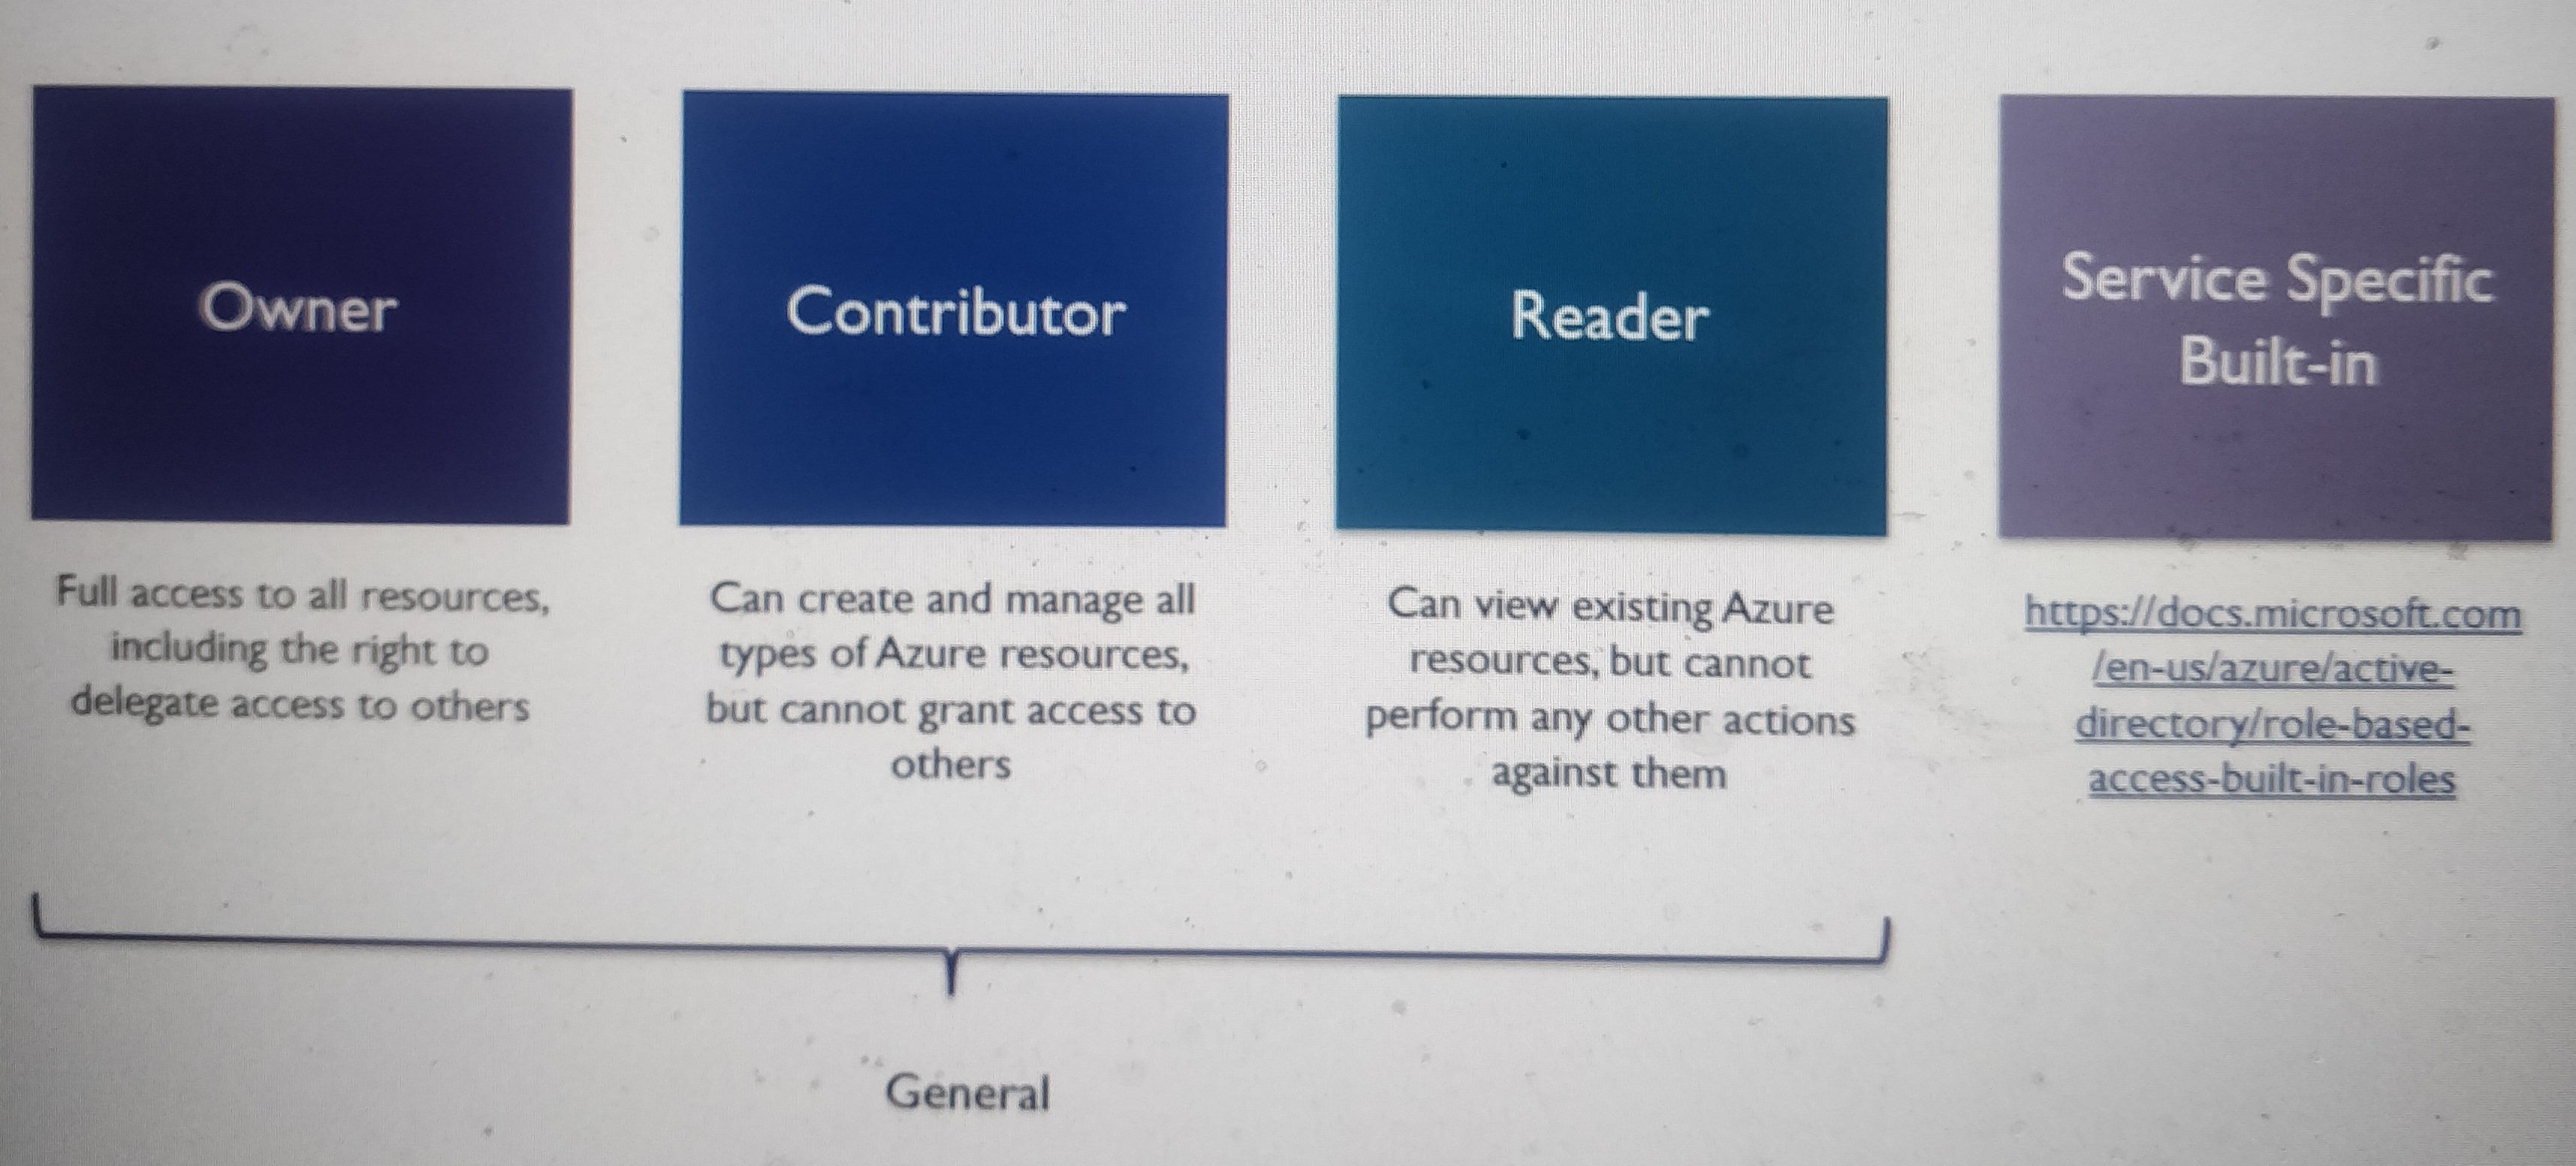 Owner
Full access to all resources,
including the right to
delegate access to others
Contributor
Can create and manage all
types of Azure resources,
but cannot grant access to
others
Reader
Can view existing Azure
resources, but cannot
perform any other actions
against them
Service Specific
Built-in
https://docs.microsoft.com
/en-us/azure/active-
directory/role-based-
access-built-in-roles
General